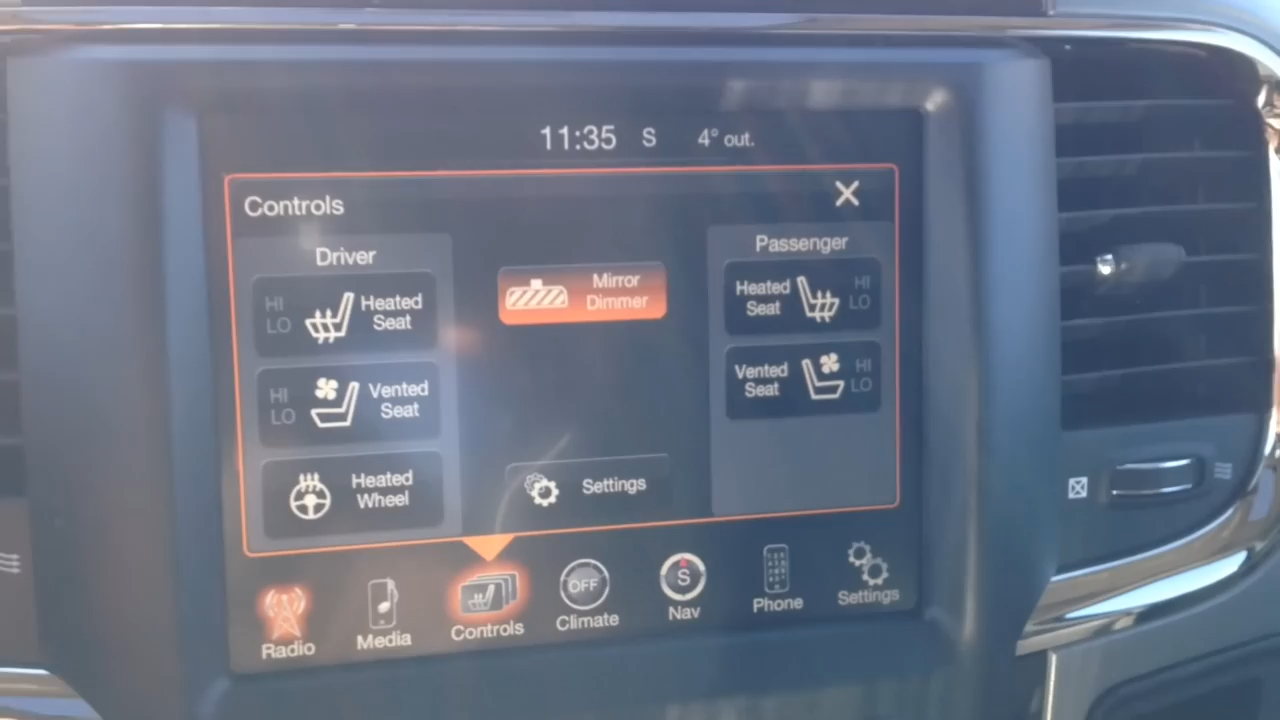 11:35 S 4° out.
Controls
Driver
HI
LO
Heated
Seat
HI
LO
Vented
Seat
Heated
Wheel
Mirror
Dimmer
Settings
Passenger
Heated
Seat
HI
LO
Vented
Seat
HI
LO
Radio
Media
Controls
OFF
Climate
S
Nav
Phone
Settings